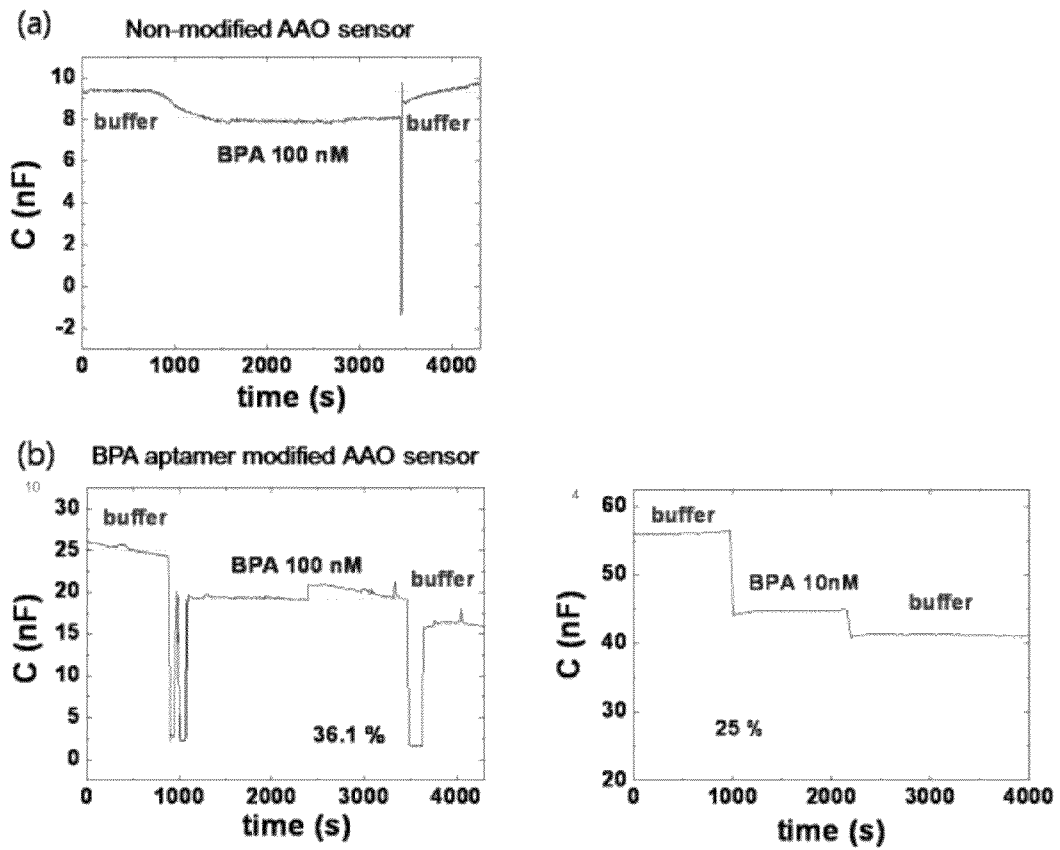 (a)
Non-modified AAO sensor
10
8
6
4
2
0
-2
C (nF)
buffer
BPA 100 nM
buffer
0 1000 2000 3000 4000
time (s)
(b)
BPA aptamer modified AAO sensor
10
30
25
20
15
10
5
0
C (nF)
buffer
BPA 100 nM
buffer
36.1 %
0 1000 2000 3000 4000
time (s)
4
60
50
40
30
20
C (nF)
buffer
BPA 10nM
buffer
25 %
0 1000 2000 3000 4000
time (s)